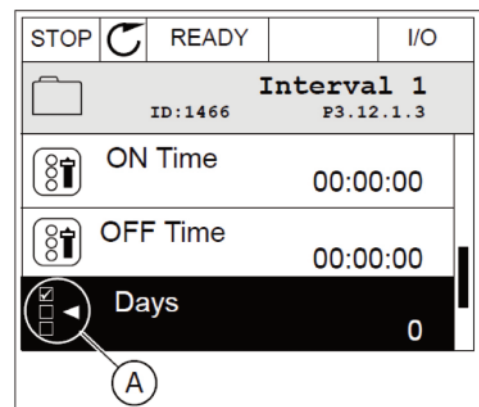 STOP READY I/O
Interval 1
ID:1466 P3.12.1.3
ON Time
00:00:00
OFF Time
00:00:00
Days
0
A